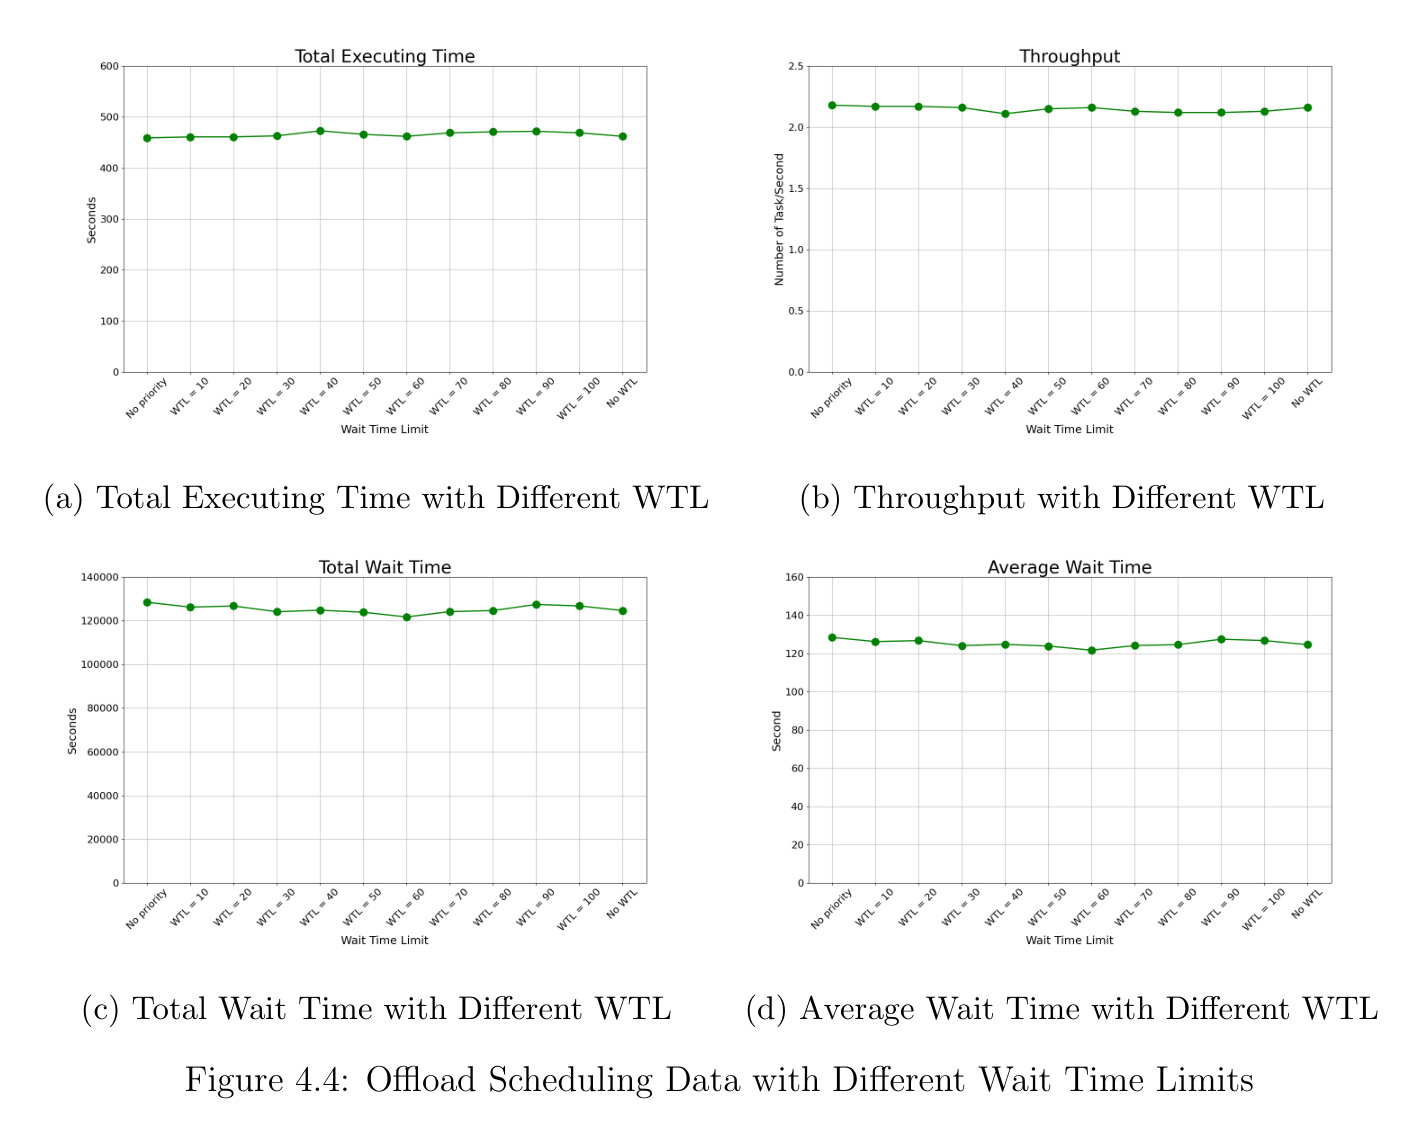 Total Executing Time
600
500
400
300
200
100
0
Seconds
No priority
WTL = 10
WTL = 20
WTL = 30
WTL = 40
WTL = 50
WTL = 60
WTL = 70
WTL = 80
WTL = 90
WTL = 100
No WTL
Wait Time Limit
(a) Total Executing Time with Different WTL
Throughput
2.5
2.0
1.5
1.0
0.5
0.0
Number of Task/Second
No priority
WTL = 10
WTL = 20
WTL = 30
WTL = 40
WTL = 50
WTL = 60
WTL = 70
WTL = 80
WTL = 90
WTL = 100
No WTL
Wait Time Limit
(b) Throughput with Different WTL
Total Wait Time
140000
120000
100000
80000
60000
40000
20000
0
Seconds
No priority
WTL = 10
WTL = 20
WTL = 30
WTL = 40
WTL = 50
WTL = 60
WTL = 70
WTL = 80
WTL = 90
WTL = 100
No WTL
Wait Time Limit
(c) Total Wait Time with Different WTL
Average Wait Time
160
140
120
100
80
60
40
20
0
Second
No priority
WTL = 10
WTL = 20
WTL = 30
WTL = 40
WTL = 50
WTL = 60
WTL = 70
WTL = 80
WTL = 90
WTL = 100
No WTL
Wait Time Limit
(d) Average Wait Time with Different WTL
Figure 4.4: Offload Scheduling Data with Different Wait Time Limits